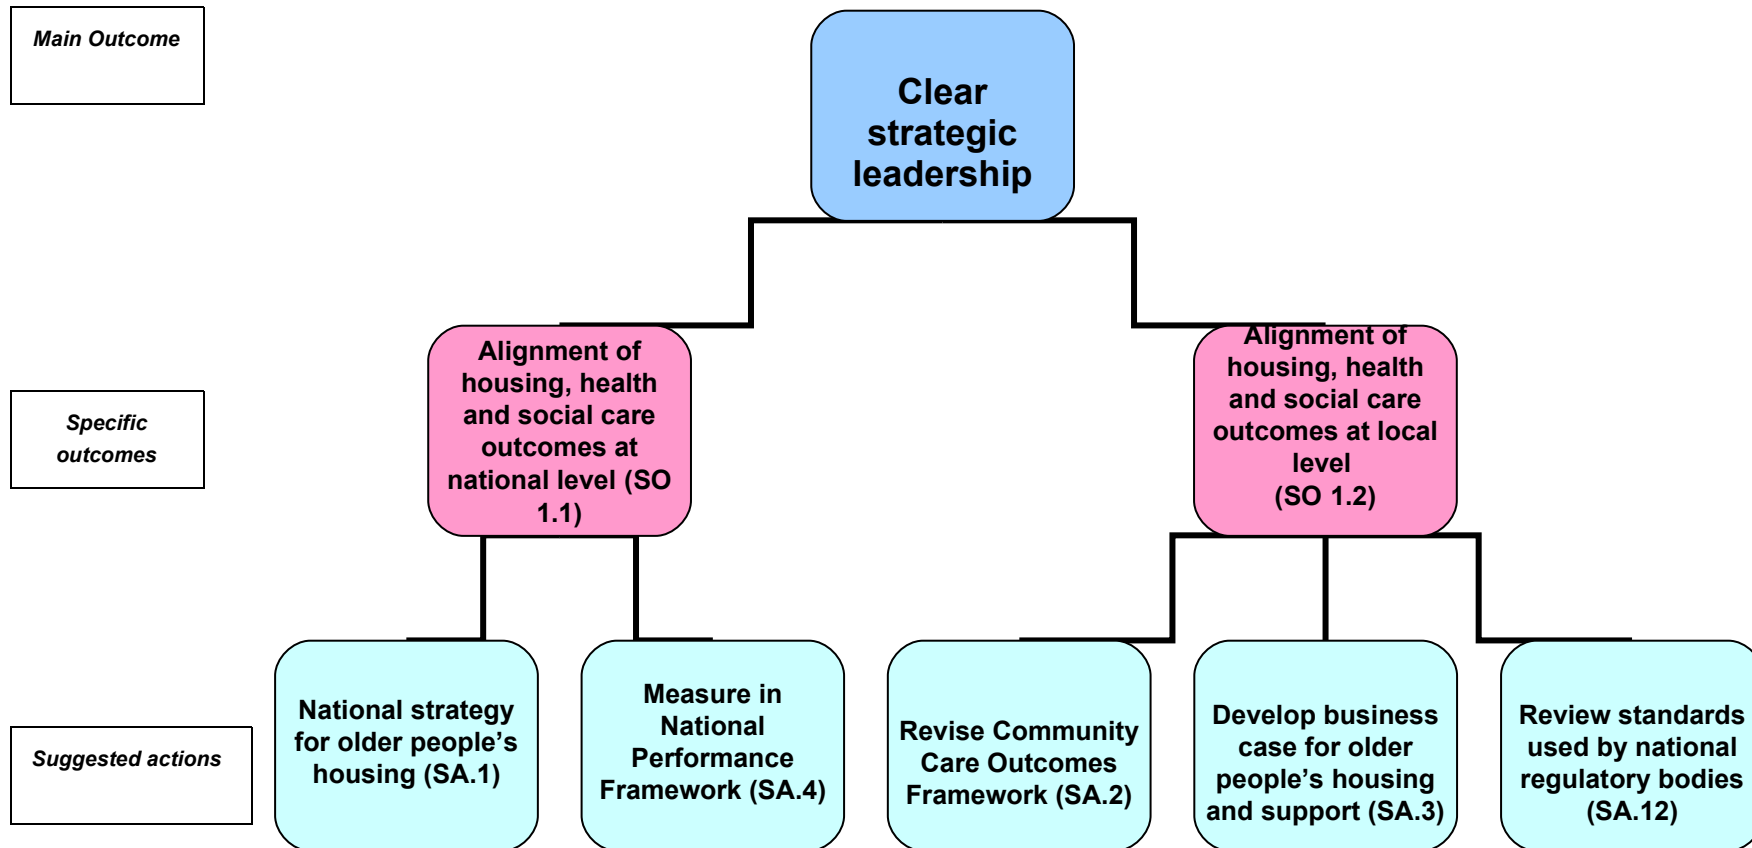 Main Outcome
Clear
strategic
leadership
Specific
outcomes
Alignment of
housing, health
and social care
outcomes at
national level (SO
1.1)
Alignment of
housing, health
and social care
outcomes at local
level
(SO 1.2)
Suggested actions
National strategy
for older people’s
housing (SA.1)
Measure in
National
Performance
Framework (SA.4)
Revise Community
Care Outcomes
Framework (SA.2)
Develop business
case for older
people’s housing
and support (SA.3)
Review standards
used by national
regulatory bodies
(SA.12)